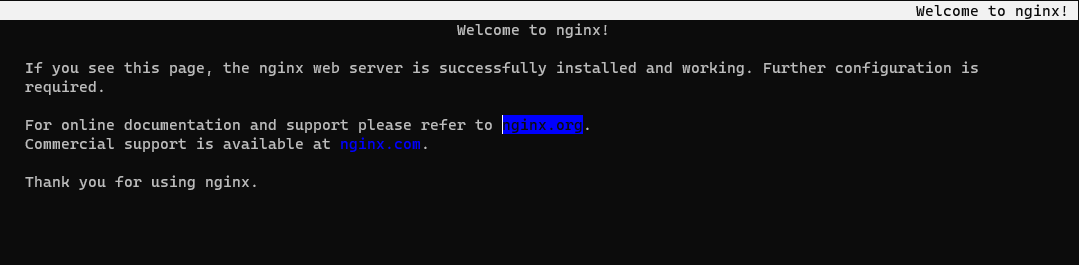 Welcome to nginx!
Welcome to nginx!
If you see this page, the nginx web server is successfully installed and working. Further configuration is
required.
For online documentation and support please refer to nginx.org.
Commercial support is available at nginx.com.
Thank you for using nginx.